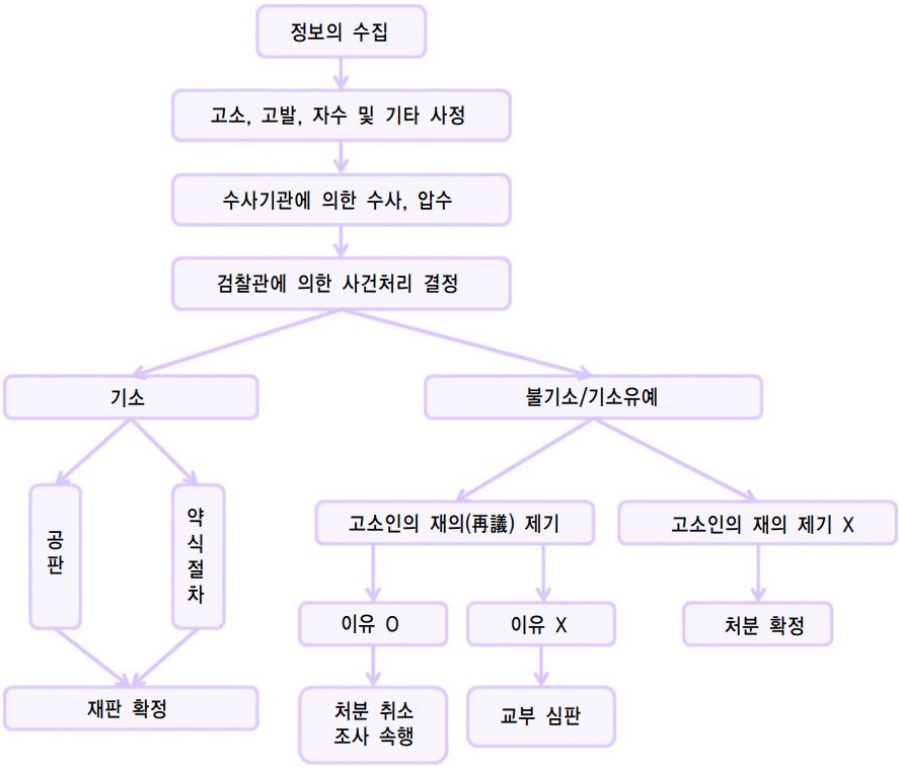 정보의 수집
고소, 고발, 자수 및 기타 사정
수사기관에 의한 수사, 압수
검찰관에 의한 사건처리 결정
기소
불기소/기소유예
공판
약식절차
고소인의 재의(再議) 제기
고소인의 재의 제기 X
이유 O
이유 X
처분 확정
재판 확정
처분 취소
조사 속행
교부 심판